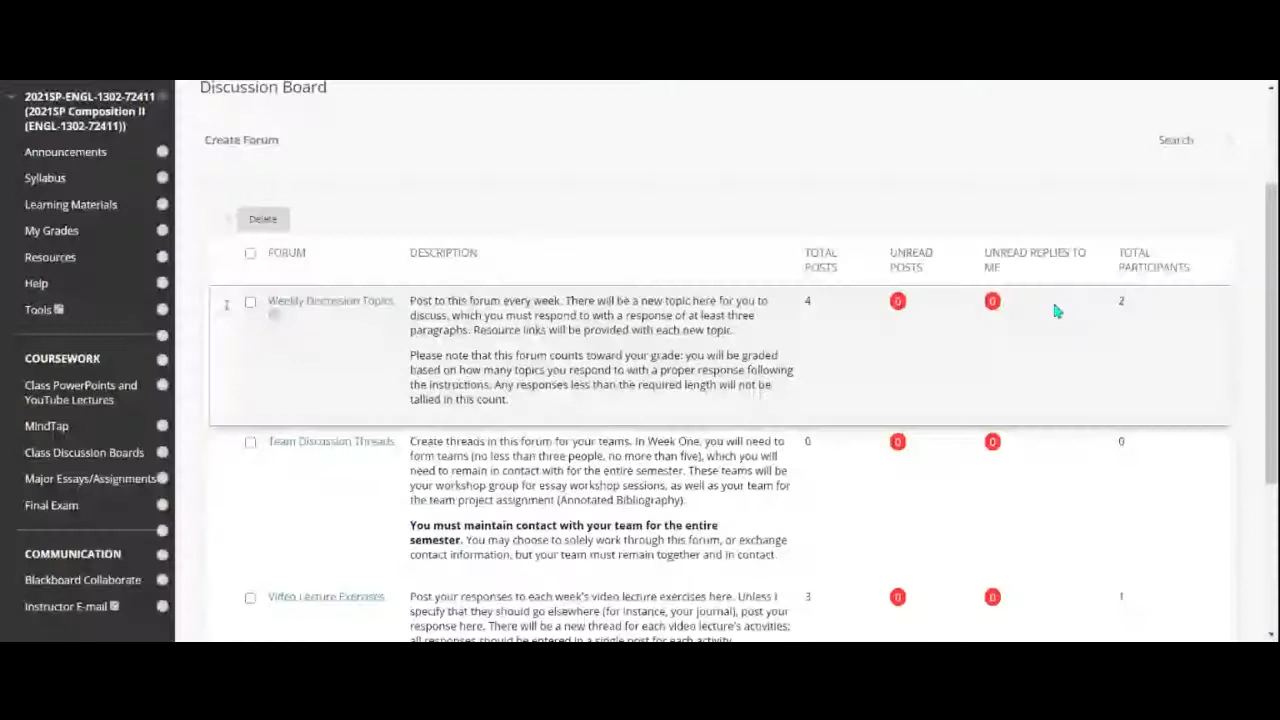 Discussion Board
2021SP-ENGL-1302-72411
(2021SP Composition II
(ENGL-1302-72411))
Announcements
Syllabus
Learning Materials
My Grades
Resources
Help
Tools
COURSEWORK
Class PowerPoints and
YouTube Lectures
MindTap
Class Discussion Boards
Major Essays/Assignments
Final Exam
COMMUNICATION
Blackboard Collaborate
Instructor E-mail
Create Forum
Search
Delete
FORUM
DESCRIPTION
TOTAL
POSTS
UNREAD
POSTS
UNREAD REPLIES TO
ME
TOTAL
PARTICIPANTS
Weekly Discussion Topics
Post to this forum every week. There will be a new topic here for you to
discuss, which you must respond to with a response of at least three
paragraphs. Resource links will be provided with each new topic.
Please note that this forum counts toward your grade: you will be graded
based on how many topics you respond to with a proper response following
the instructions. Any responses less than the required length will not be
tallied in this count.
4
0
0
2
Team Discussion Threads
Create threads in this forum for your teams. In Week One, you will need to
form teams (no less than three people, no more than five), which you will
need to remain in contact with for the entire semester. These teams will be
your workshop group for essay workshop sessions, as well as your team for
the team project assignment (Annotated Bibliography).
You must maintain contact with your team for the entire
semester. You may choose to solely work through this forum, or exchange
contact information, but your team must remain together and in contact.
0
0
0
0
Video Lecture Exercises
Post your responses to each week's video lecture exercises here. Unless I
specify that they should go elsewhere (for instance, your journal), post your
response here. There will be a new thread for each video lecture's activities;
all responses should be entered in a single post for each activity.
3
0
0
1